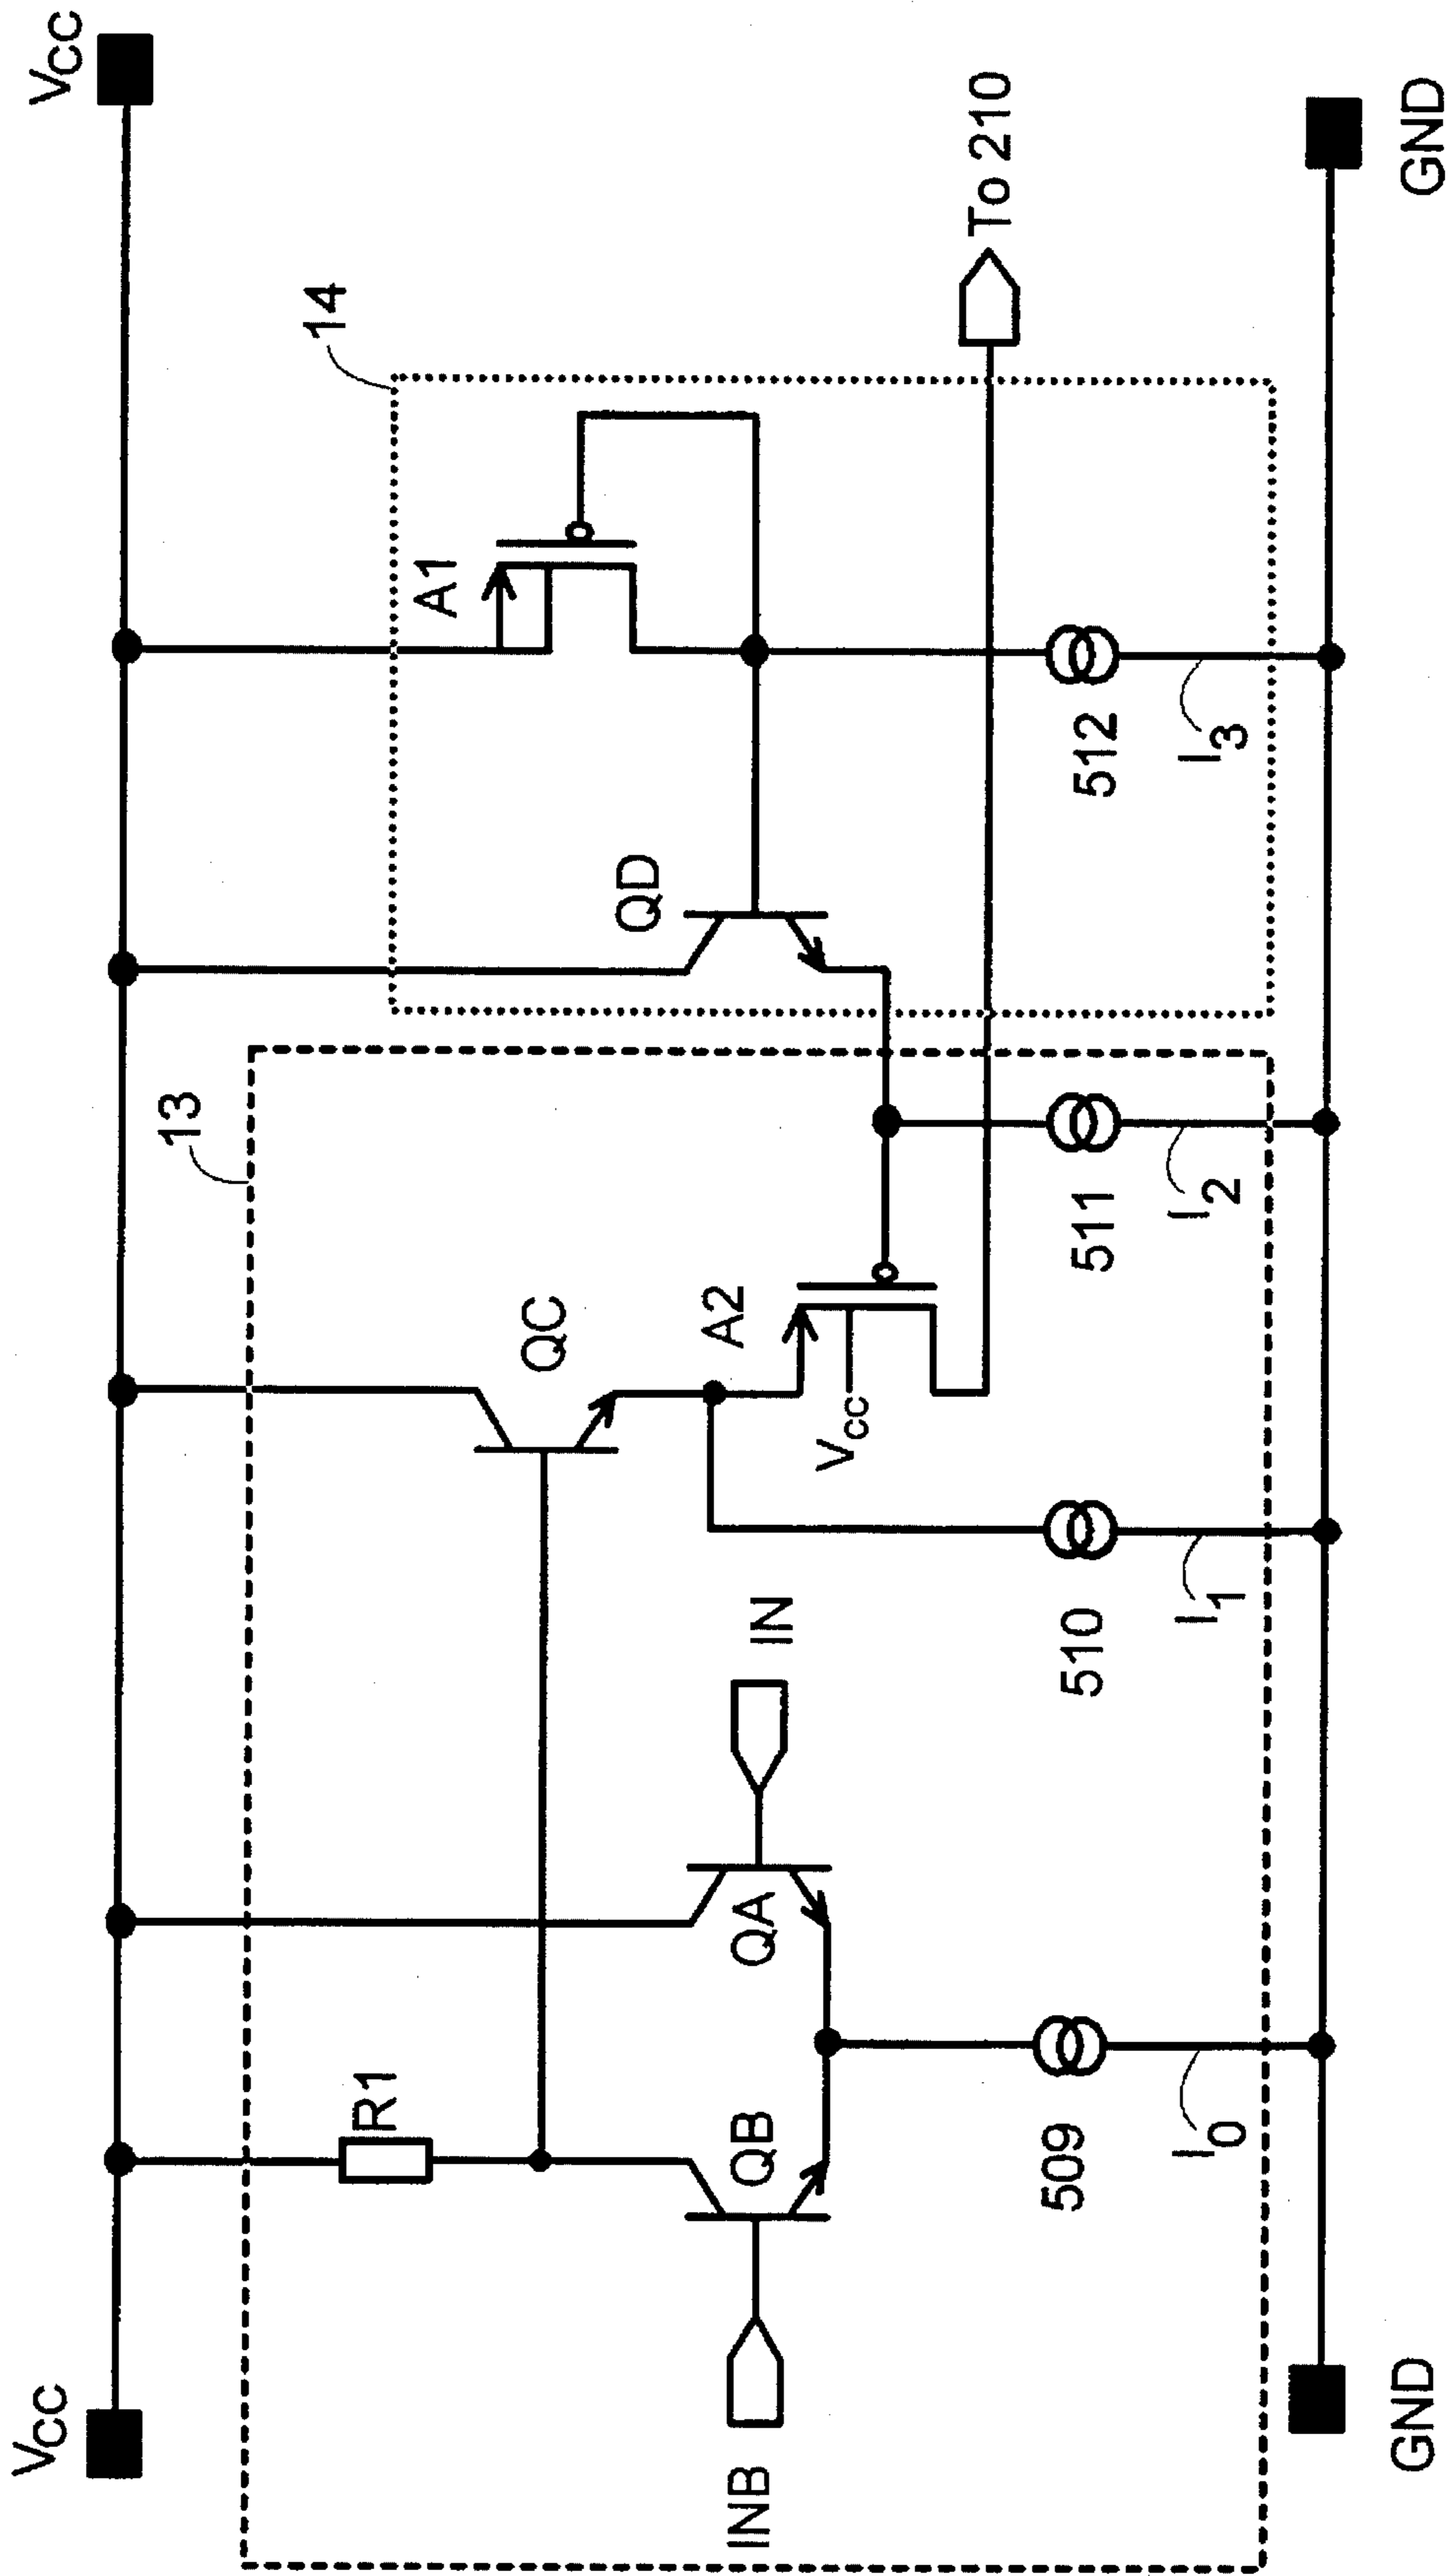 VCC
VCC
13
14
R1
QC
QD
A1
A2
INB
QB
QA
IN
VCC
To 210
509
510
511
512
I0
I1
I2
I3
GND
GND